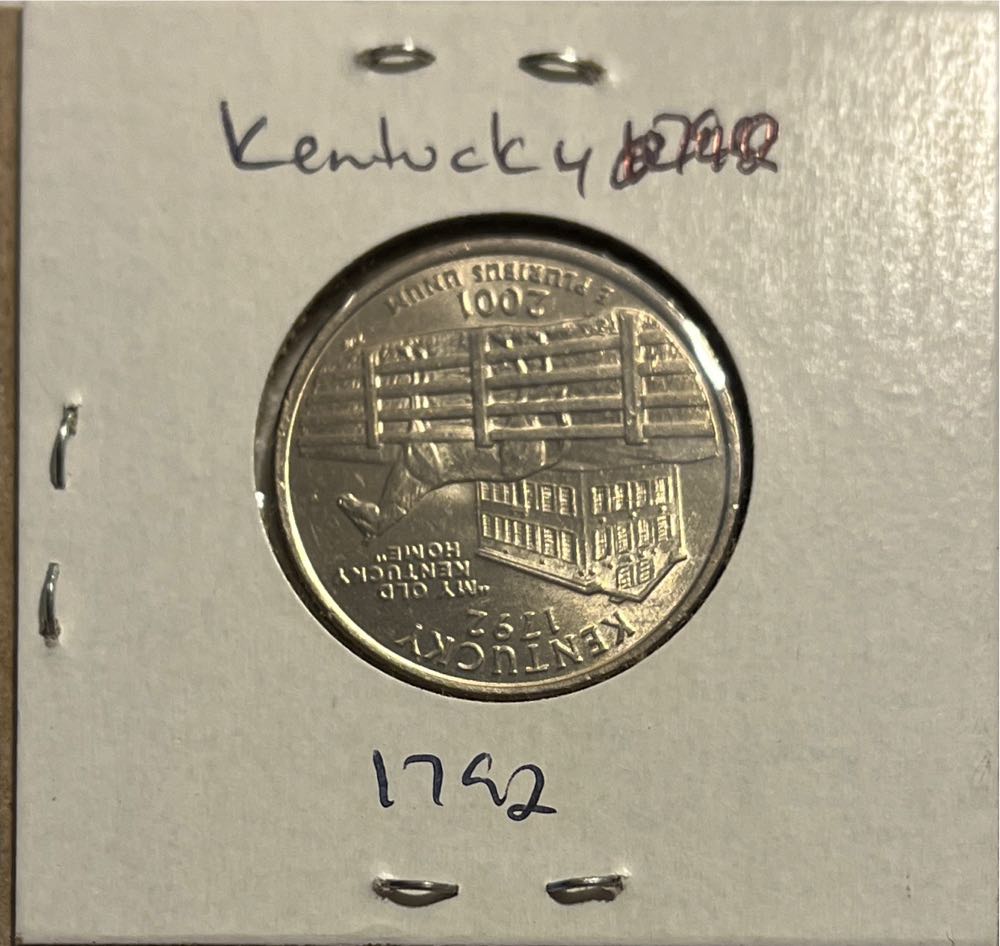 Kentucky
E PLURIBUS UNUM
2001
"MY OLD
KENTUCKY
HOME"
1792
KENTUCKY
1792